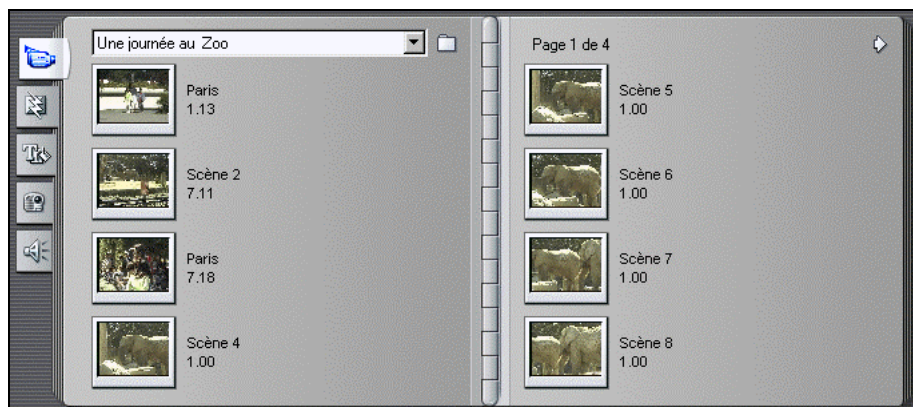 Une journée au Zoo
Paris
1.13
Scène 2
7.11
Paris
7.18
Scène 4
1.00
Page 1 de 4
Scène 5
1.00
Scène 6
1.00
Scène 7
1.00
Scène 8
1.00